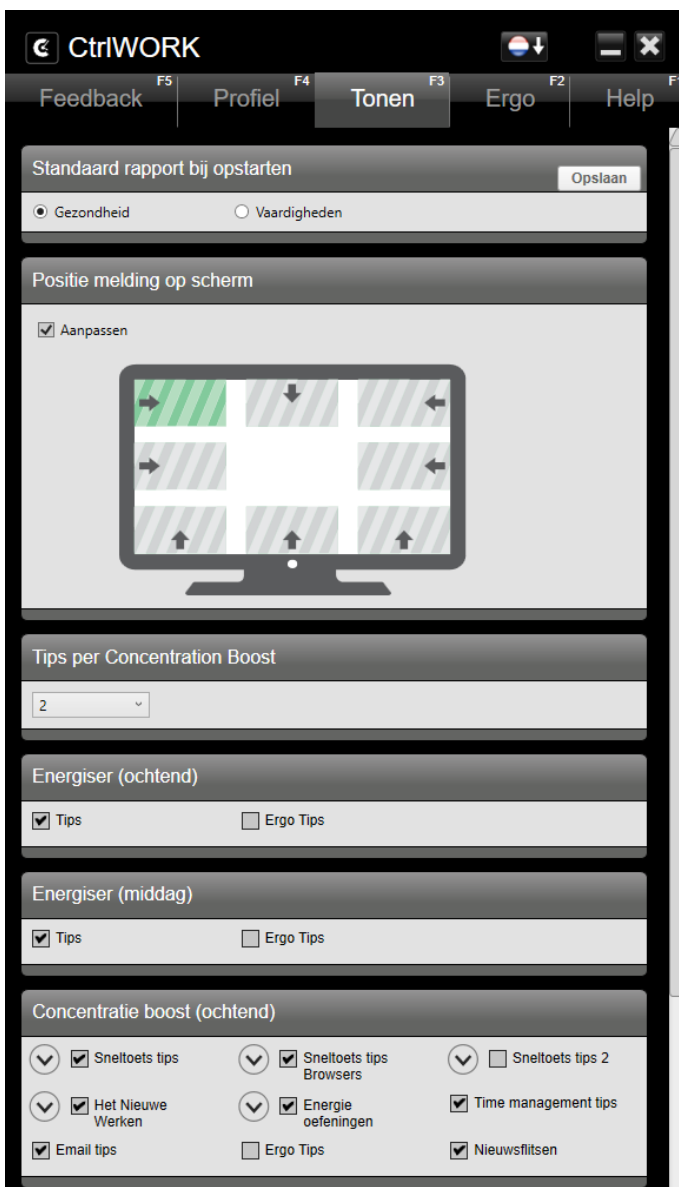 CtrlWORK
Feedback F5 Profiel F4 Tonen F3 Ergo F2 Help
Standaard rapport bij opstarten
Opslaan
Gezondheid Vaardigheden
Positie melding op scherm
Aanpassen
Tips per Concentration Boost
2
Energiser (ochtend)
Tips Ergo Tips
Energiser (middag)
Tips Ergo Tips
Concentratie boost (ochtend)
Sneltoets tips Sneltoets tips Browsers Sneltoets tips 2
Het Nieuwe Werken Energie oefeningen Time management tips
Email tips Ergo Tips Nieuwsflitsen